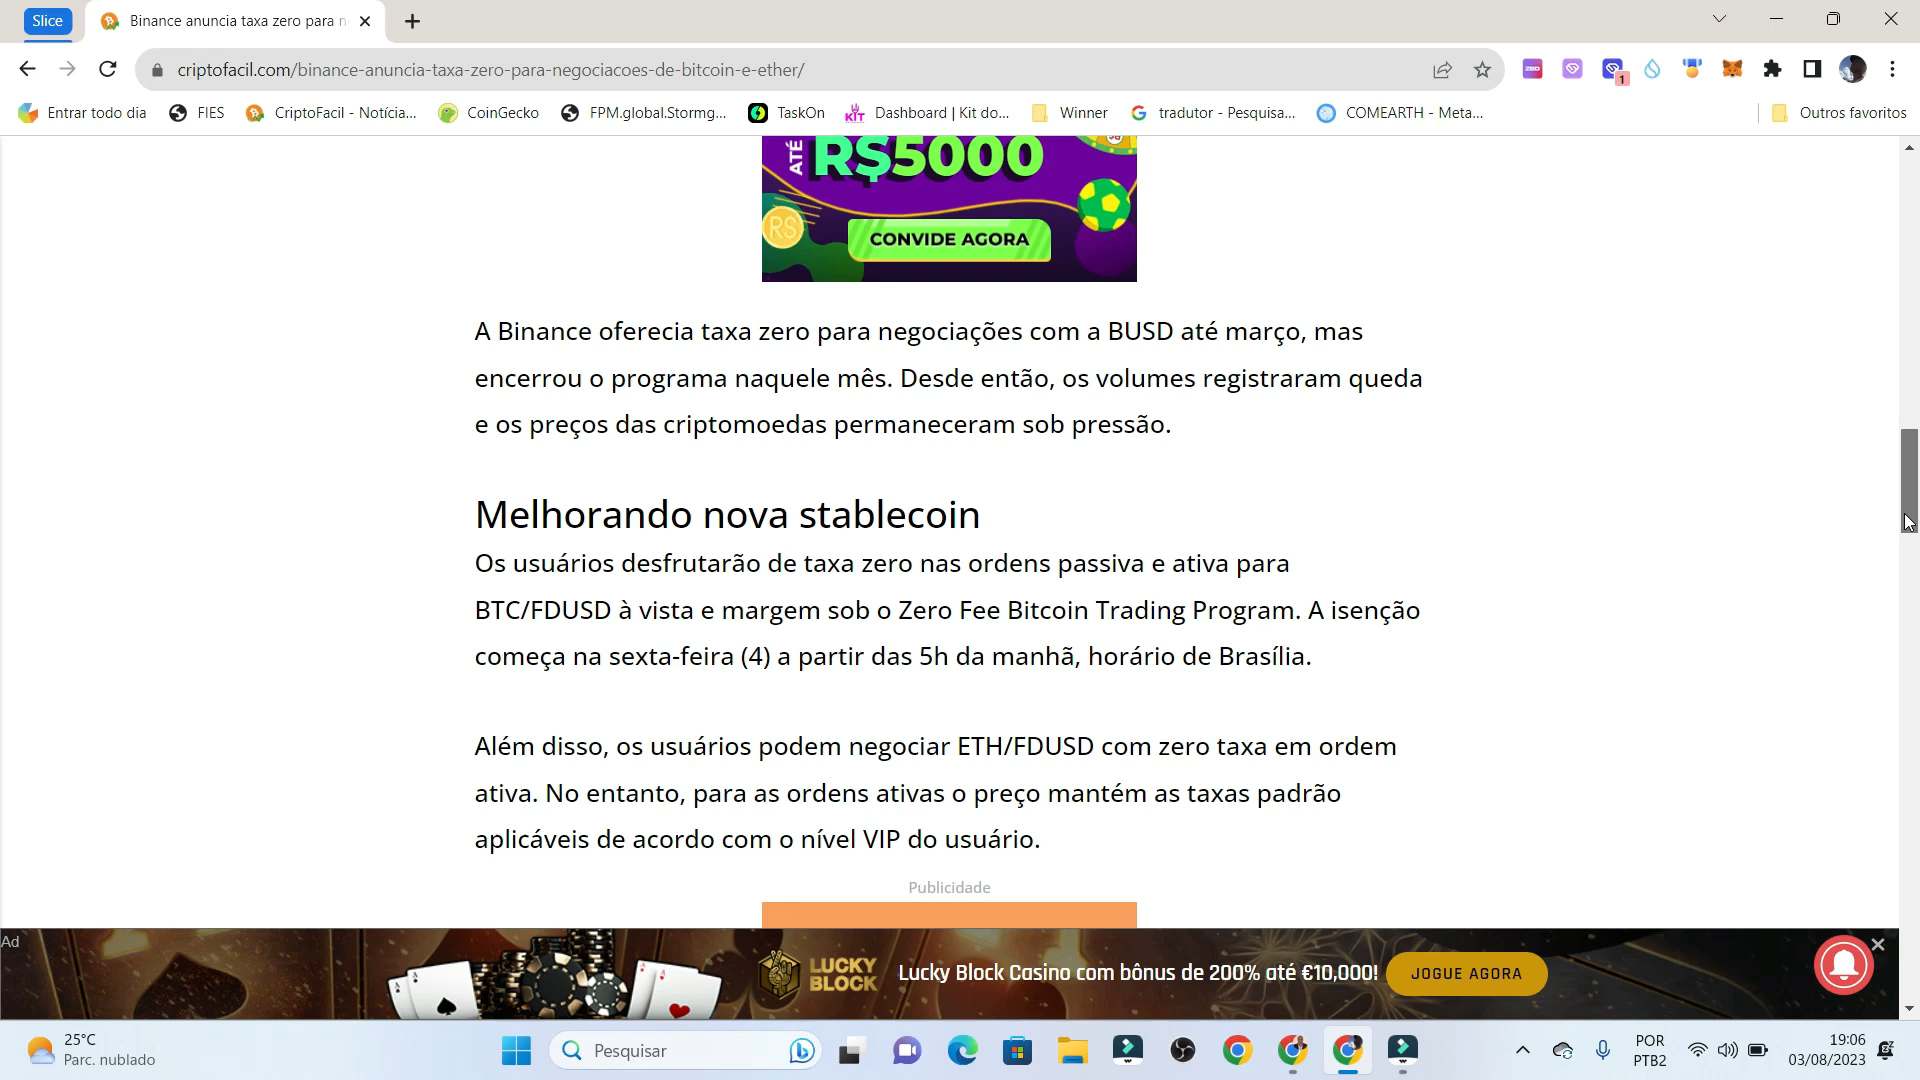 Slice
Binance anuncia taxa zero para n
criptofacil.com/binance-anuncia-taxa-zero-para-negociacoes-de-bitcoin-e-ether/
ZBD
1
Entrar todo dia
FIES
CriptoFacil - Notícia...
CoinGecko
FPM.global.Stormg...
TaskOn
KIT
Dashboard | Kit do...
Winner
tradutor - Pesquisa...
COMEARTH - Meta...
Outros favoritos
ATÉ
R$5000
R$
CONVIDE AGORA
A Binance oferecia taxa zero para negociações com a BUSD até março, mas
encerrou o programa naquele mês. Desde então, os volumes registraram queda
e os preços das criptomoedas permaneceram sob pressão.
Melhorando nova stablecoin
Os usuários desfrutarão de taxa zero nas ordens passiva e ativa para
BTC/FDUSD à vista e margem sob o Zero Fee Bitcoin Trading Program. A isenção
começa na sexta-feira (4) a partir das 5h da manhã, horário de Brasília.
Além disso, os usuários podem negociar ETH/FDUSD com zero taxa em ordem
ativa. No entanto, para as ordens ativas o preço mantém as taxas padrão
aplicáveis de acordo com o nível VIP do usuário.
Publicidade
Ad
LUCKY
BLOCK
Lucky Block Casino com bônus de 200% até €10,000!
JOGUE AGORA
25°C
Parc. nublado
Pesquisar
POR
PTB2
19:06
03/08/2023